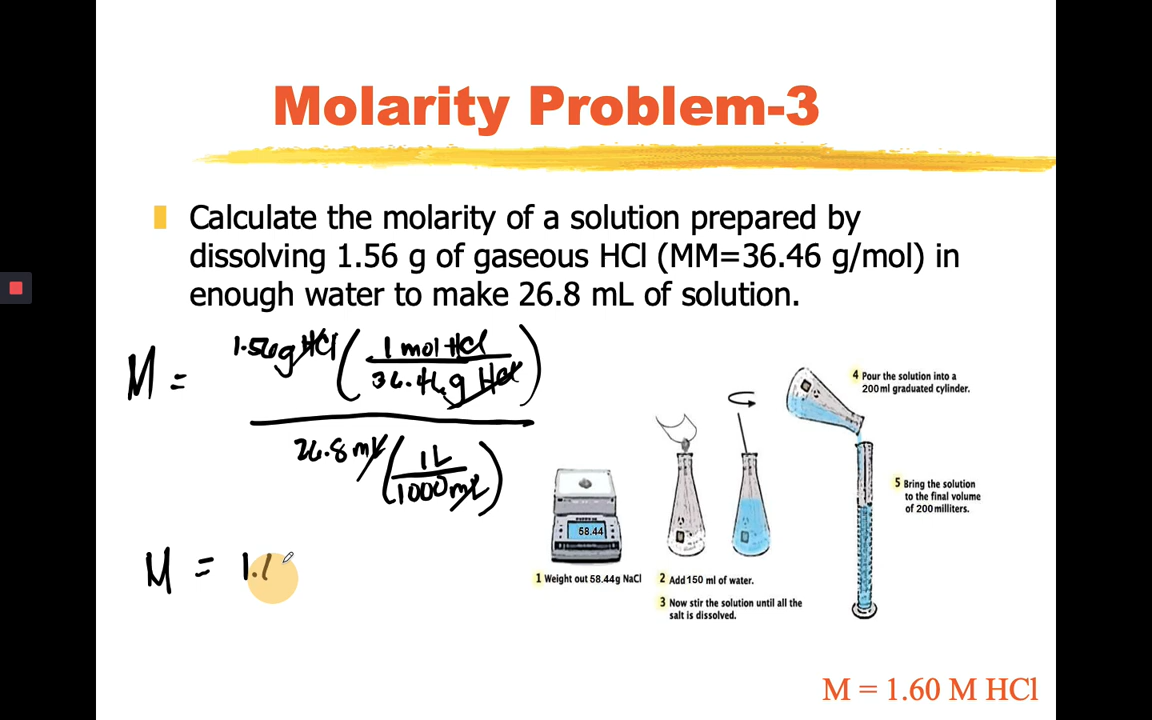 Molarity Problem-3
Calculate the molarity of a solution prepared by
dissolving 1.56 g of gaseous HCl (MM=36.46 g/mol) in
enough water to make 26.8 mL of solution.
M = 1.56g HCl ( 1 mol HCl
36.46g HCl )
26.8 mL ( 1L
1000 mL )
M = 1.
58.44
1 Weight out 58.44g NaCl
2 Add 150 ml of water.
3 Now stir the solution until all the
salt is dissolved.
4 Pour the solution into a
200ml graduated cylinder.
5 Bring the solution
to the final volume
of 200 milliters.
M = 1.60 M HCl